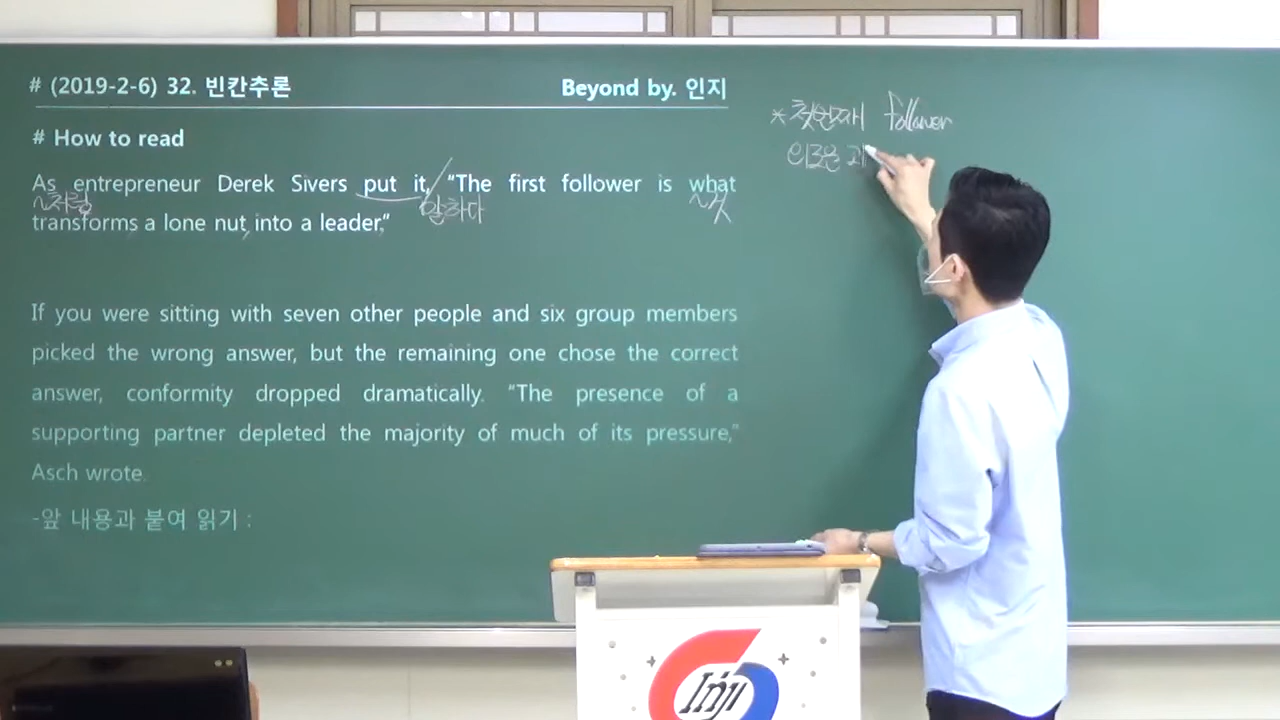 # (2019-2-6) 32. 빈칸추론
Beyond by. 인지
# How to read
As entrepreneur Derek Sivers put it, “The first follower is what
~처럼
말하다
~것
transforms a lone nut into a leader.“
If you were sitting with seven other people and six group members
picked the wrong answer, but the remaining one chose the correct
answer, conformity dropped dramatically. “The presence of a
supporting partner depleted the majority of much of its pressure,”
Asch wrote.
-앞 내용과 붙여 읽기 :
* 첫번째 follower
Inji